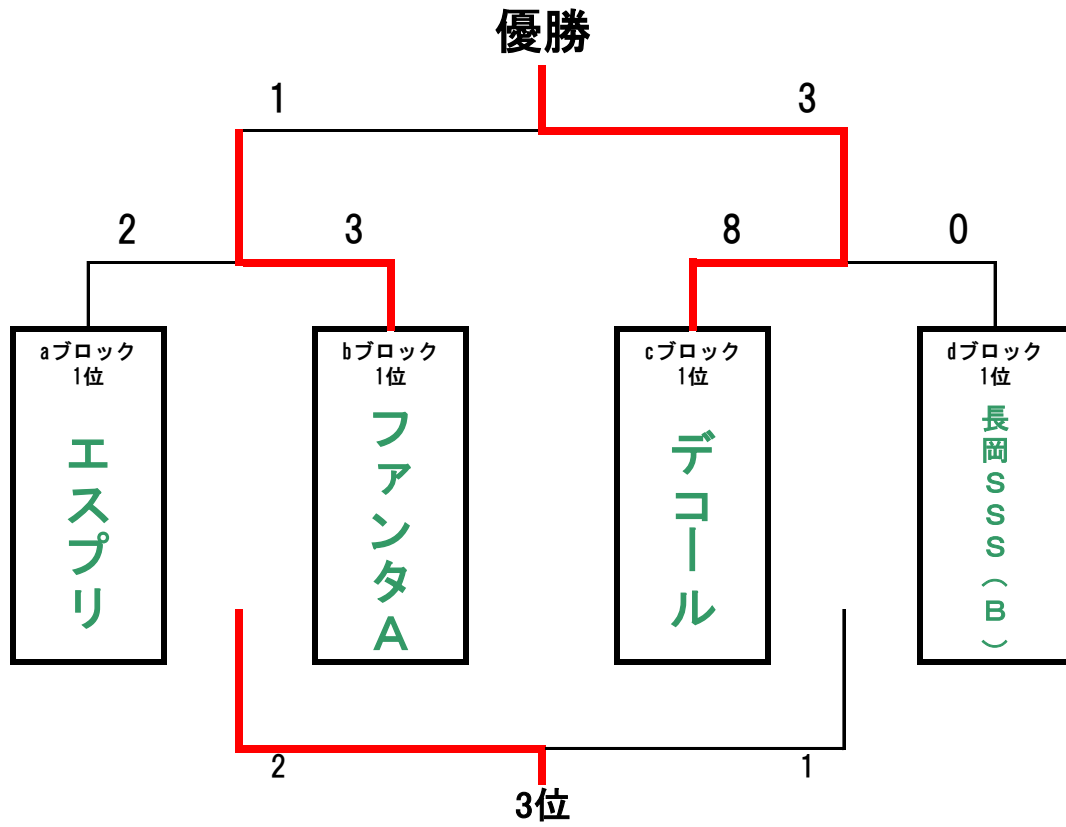 優勝
1
3
2
3
8
0
aブロック
1位
エスプリ
bブロック
1位
ファンタA
cブロック
1位
デコール
dブロック
1位
長岡SSS(B)
2
1
3位